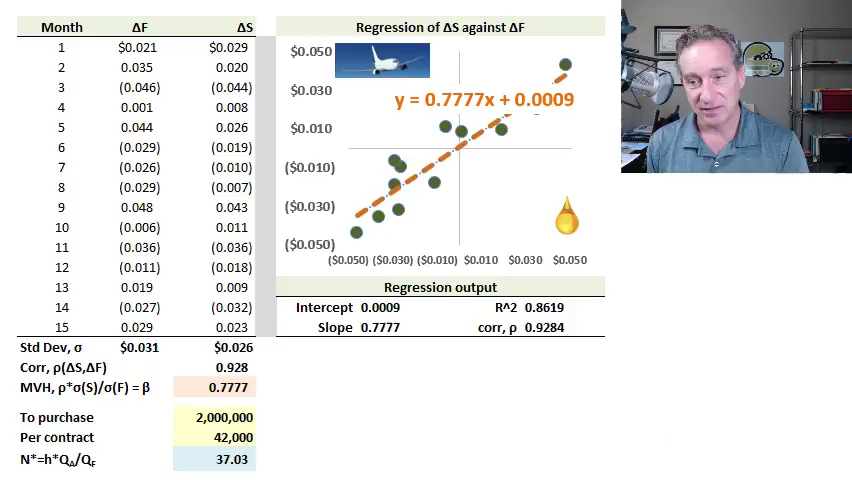 Month ΔF ΔS
1 $0.021 $0.029
2 0.035 0.020
3 (0.046) (0.044)
4 0.001 0.008
5 0.044 0.026
6 (0.029) (0.019)
7 (0.026) (0.010)
8 (0.029) (0.007)
9 0.048 0.043
10 (0.006) 0.011
11 (0.036) (0.036)
12 (0.011) (0.018)
13 0.019 0.009
14 (0.027) (0.032)
15 0.029 0.023
Std Dev, σ $0.031 $0.026
Corr, ρ(ΔS,ΔF) 0.928
MVH, ρ*σ(S)/σ(F) = β 0.7777
To purchase 2,000,000
Per contract 42,000
N*=h*QA/QF 37.03
Regression of ΔS against ΔF
$0.050
$0.030
y = 0.7777x + 0.0009
$0.010
($0.010)
($0.030)
($0.050)
($0.050) ($0.030) ($0.010) $0.010 $0.030 $0.050
Regression output
Intercept 0.0009 R^2 0.8619
Slope 0.7777 corr, ρ 0.9284